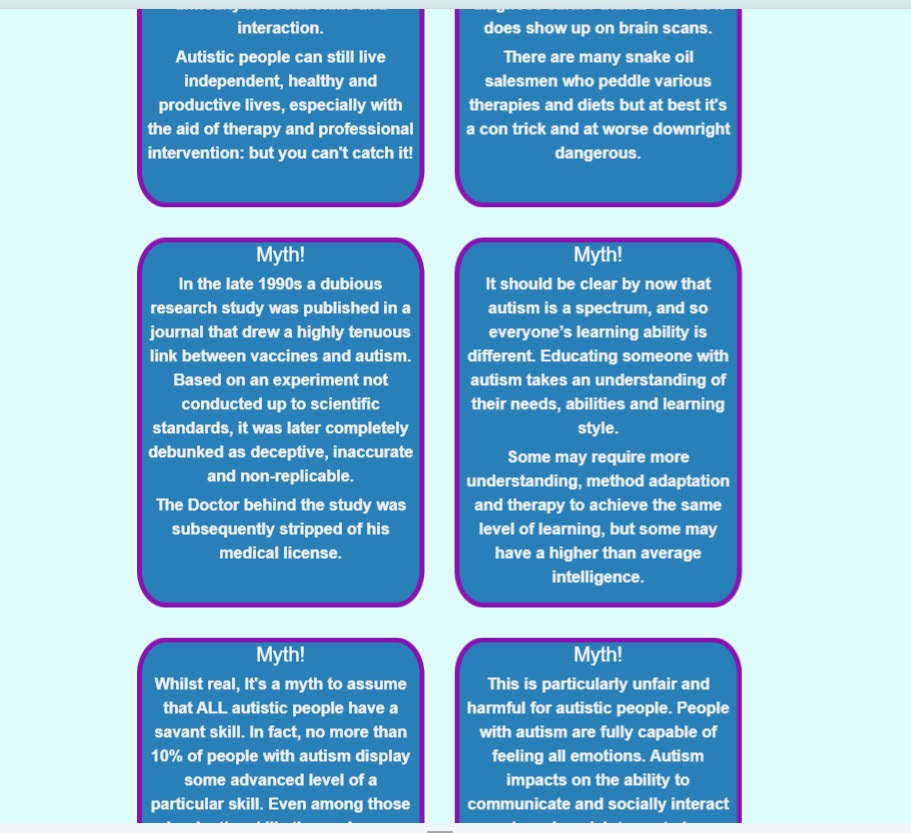 interaction.
Autistic people can still live
independent, healthy and
productive lives, especially with
the aid of therapy and professional
intervention: but you can't catch it!
does show up on brain scans.
There are many snake oil
salesmen who peddle various
therapies and diets but at best it's
a con trick and at worse downright
dangerous.
Myth!
In the late 1990s a dubious
research study was published in a
journal that drew a highly tenuous
link between vaccines and autism.
Based on an experiment not
conducted up to scientific
standards, it was later completely
debunked as deceptive, inaccurate
and non-replicable.
The Doctor behind the study was
subsequently stripped of his
medical license.
Myth!
It should be clear by now that
autism is a spectrum, and so
everyone’s learning ability is
different. Educating someone with
autism takes an understanding of
their needs, abilities and learning
style.
Some may require more
understanding, method adaptation
and therapy to achieve the same
level of learning, but some may
have a higher than average
intelligence.
Myth!
Whilst real, It's a myth to assume
that ALL autistic people have a
savant skill. In fact, no more than
10% of people with autism display
some advanced level of a
particular skill. Even among those
Myth!
This is particularly unfair and
harmful for autistic people. People
with autism are fully capable of
feeling all emotions. Autism
impacts on the ability to
communicate and socially interact